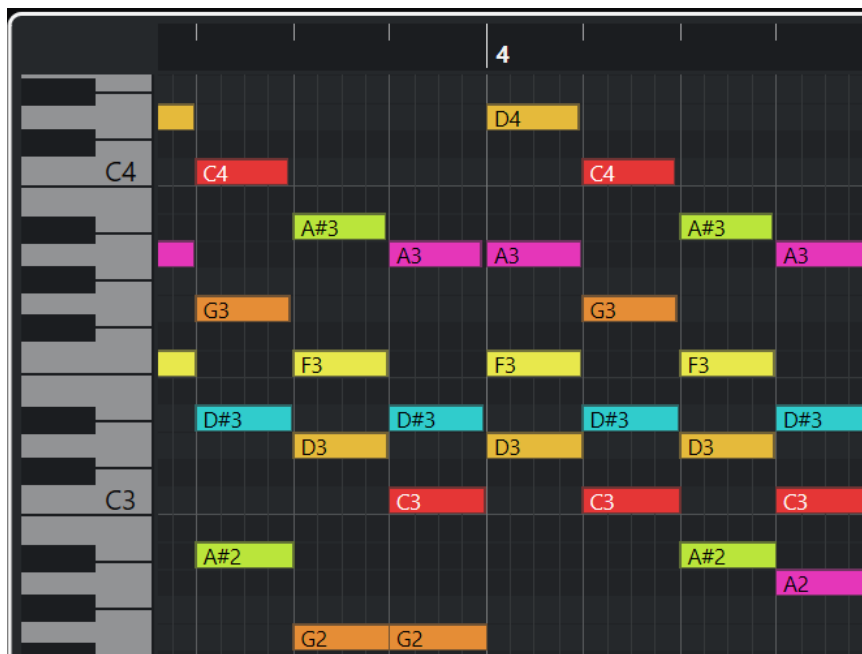 4
D4
C4 C4 C4
A#3 A#3
A3 A3 A3
G3 G3
F3 F3 F3
D#3 D#3 D#3 D#3
D3 D3 D3
C3 C3 C3 C3
A#2 A#2
A2
G2 G2